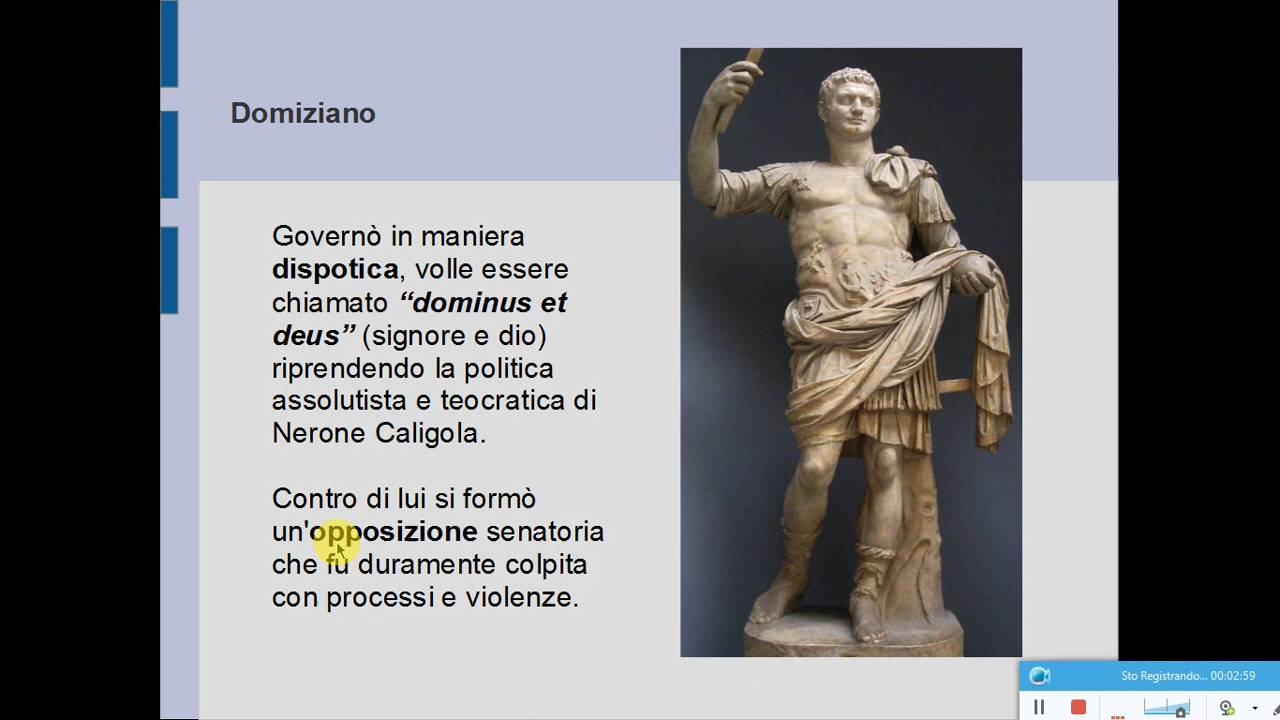 Domiziano
Governò in maniera
dispotica, volle essere
chiamato “dominus et
deus” (signore e dio)
riprendendo la politica
assolutista e teocratica di
Nerone Caligola.
Contro di lui si formò
un'opposizione senatoria
che fu duramente colpita
con processi e violenze.
Sto Registrando... 00:02:59